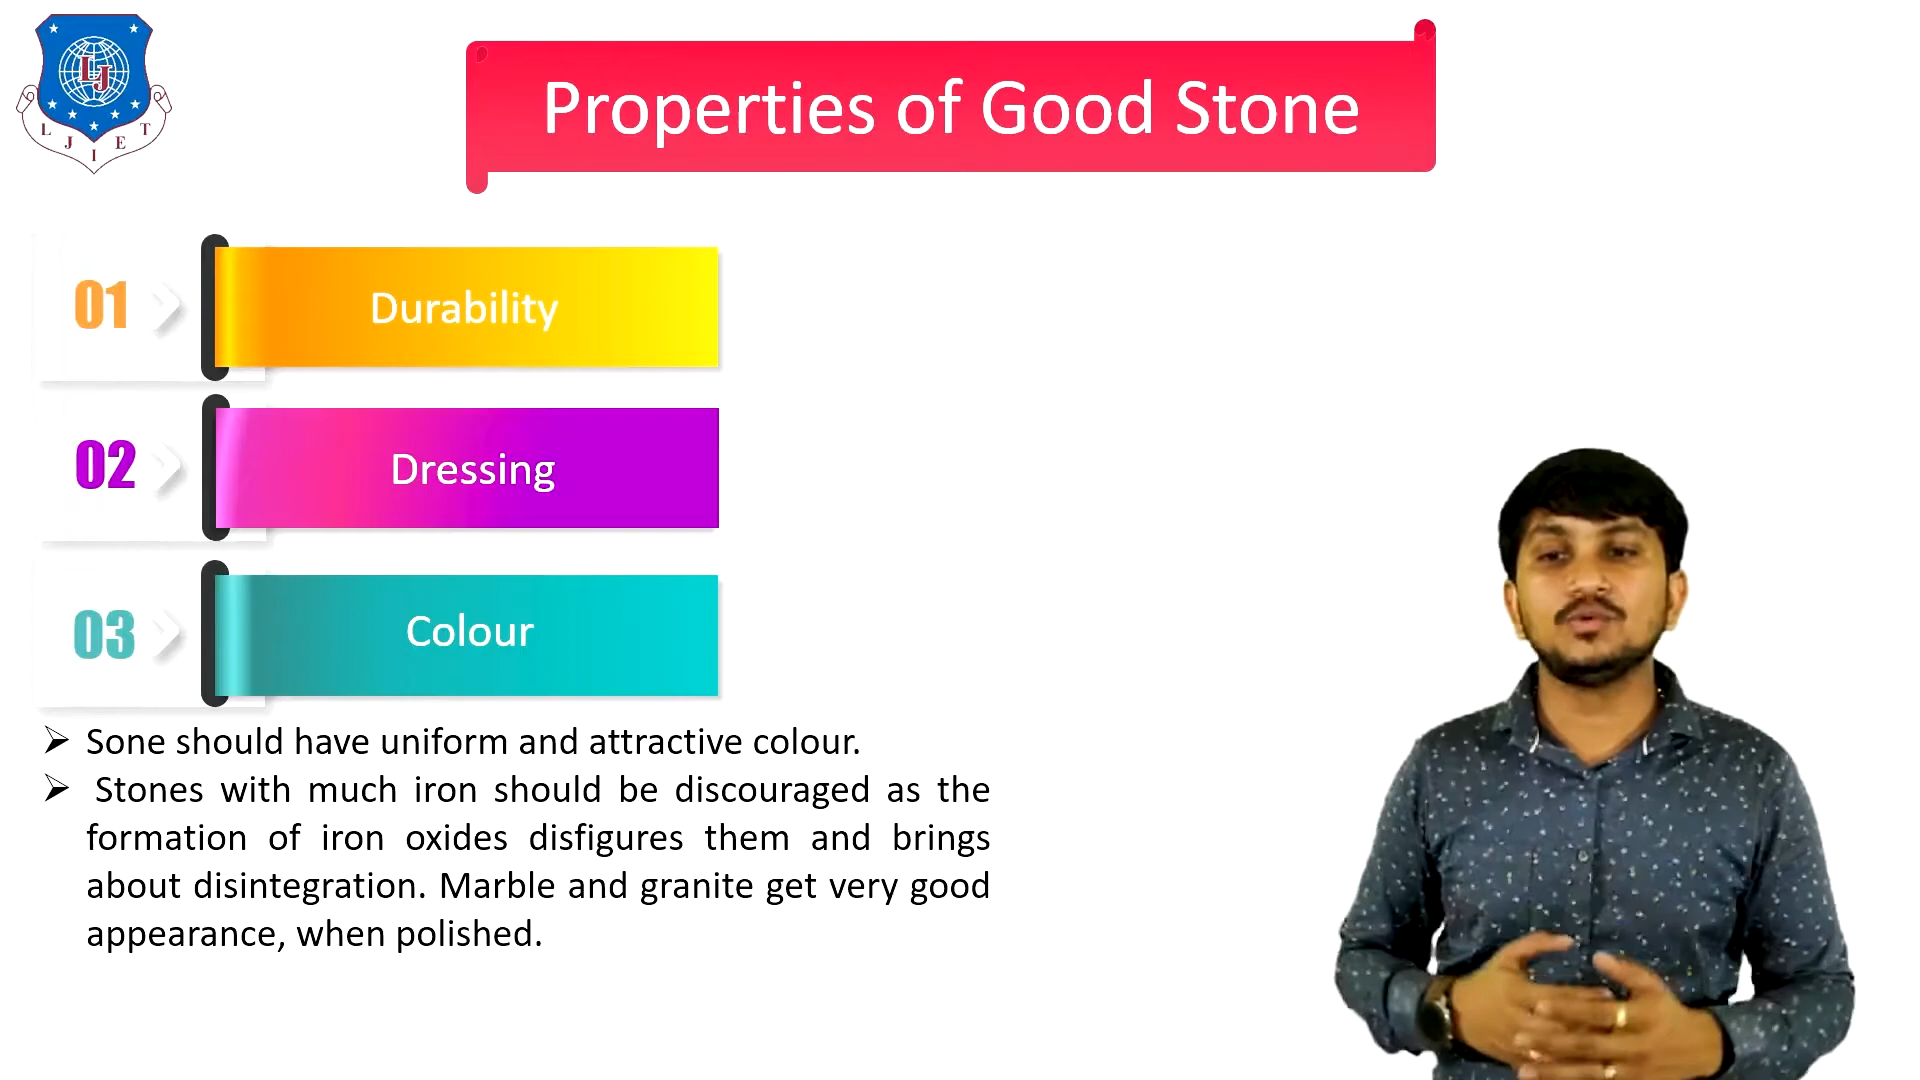 LJ
L J I E T
Properties of Good Stone
01
Durability
02
Dressing
03
Colour
➢ Sone should have uniform and attractive colour.
➢ Stones with much iron should be discouraged as the
formation of iron oxides disfigures them and brings
about disintegration. Marble and granite get very good
appearance, when polished.